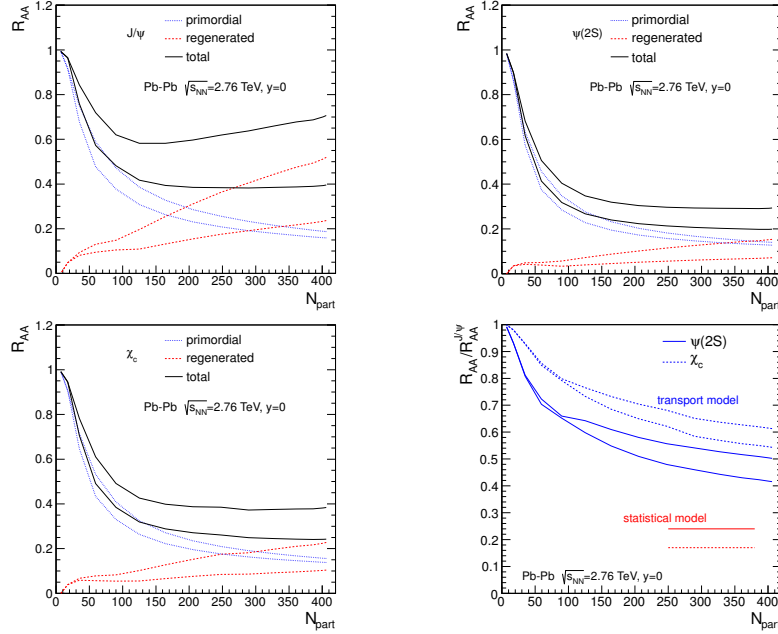 R_AA
1.2
1
0.8
0.6
0.4
0.2
0
J/ψ
primordial
regenerated
total
Pb-Pb √s_NN=2.76 TeV, y=0
0 50 100 150 200 250 300 350 400
N_part
R_AA
1.2
1
0.8
0.6
0.4
0.2
0
ψ(2S)
primordial
regenerated
total
Pb-Pb √s_NN=2.76 TeV, y=0
0 50 100 150 200 250 300 350 400
N_part
R_AA
1.2
1
0.8
0.6
0.4
0.2
0
χ_c
primordial
regenerated
total
Pb-Pb √s_NN=2.76 TeV, y=0
0 50 100 150 200 250 300 350 400
N_part
R_AA/R_AA^J/ψ
1
0.9
0.8
0.7
0.6
0.5
0.4
0.3
0.2
0.1
0
ψ(2S)
χ_c
transport model
statistical model
Pb-Pb √s_NN=2.76 TeV, y=0
0 50 100 150 200 250 300 350 400
N_part